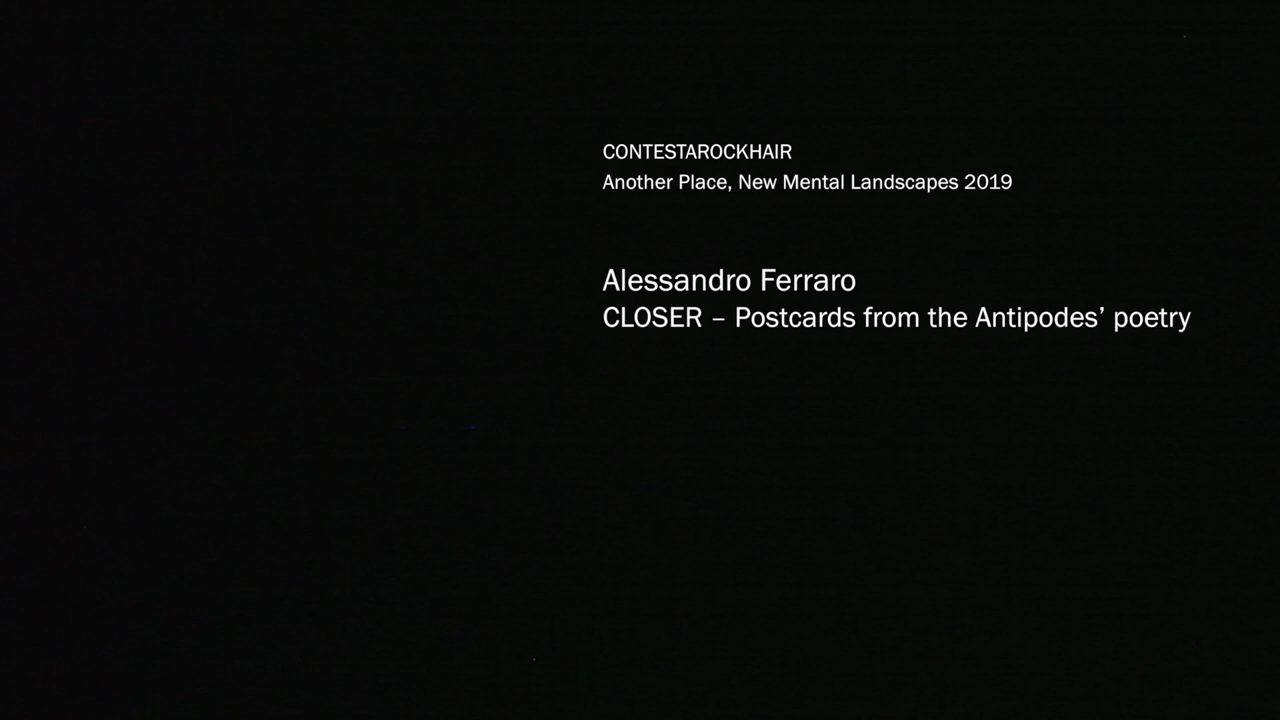 CONTESTAROCKHAIR
Another Place, New Mental Landscapes 2019
Alessandro Ferraro
CLOSER – Postcards from the Antipodes’ poetry